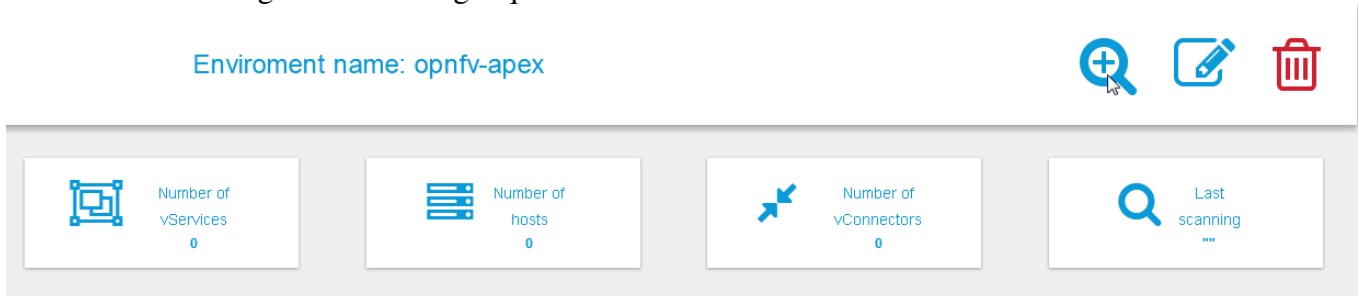 Enviroment name: opnfv-apex
Number of
vServices
0
Number of
hosts
0
Number of
vConnectors
0
Last
scanning
""